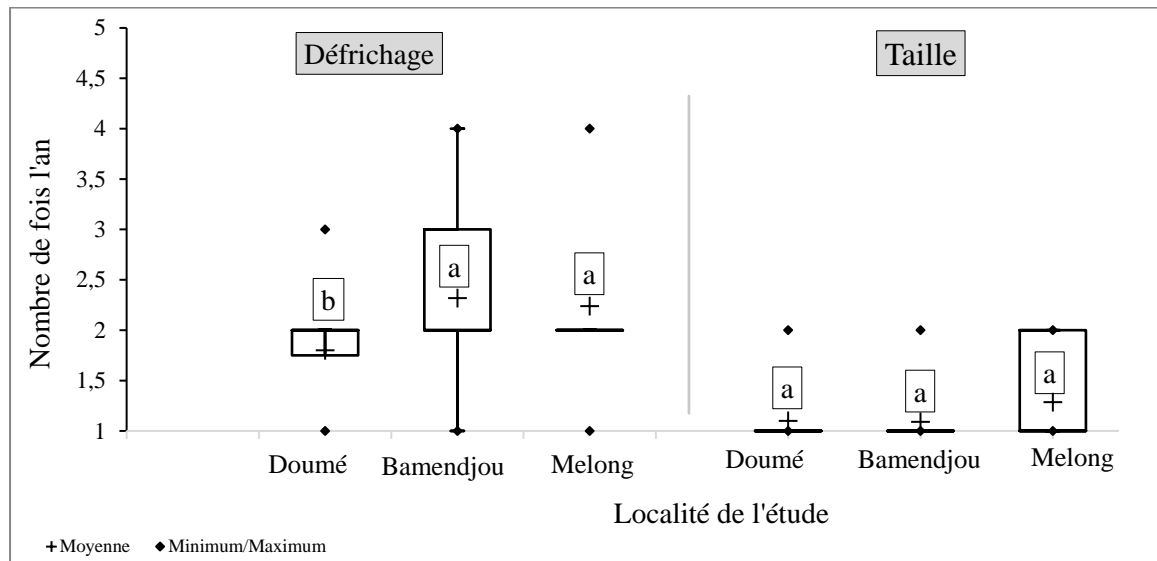 Défrichage
Taille
Nombre de fois l'an
5
4,5
4
3,5
3
2,5
2
1,5
1
b
a
a
a
a
a
Doumé
Bamendjou
Melong
Doumé
Bamendjou
Melong
Localité de l'étude
Moyenne
Minimum/Maximum